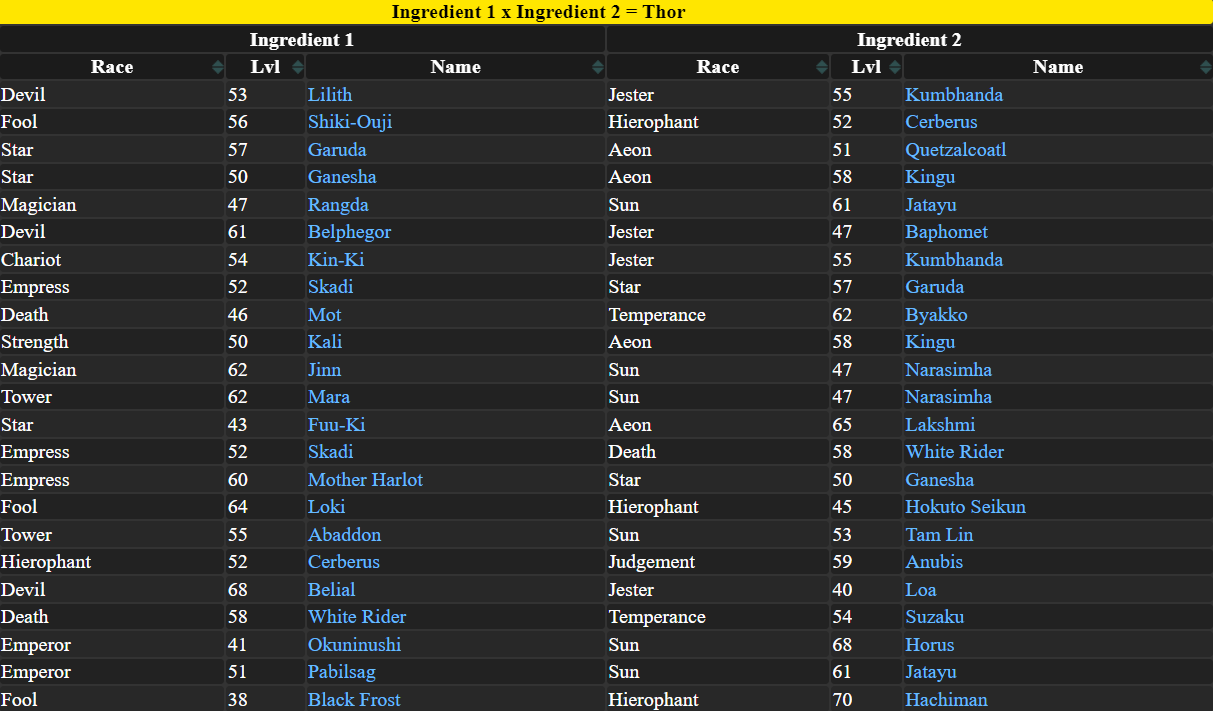 Ingredient 1 x Ingredient 2 = Thor
Ingredient 1 Ingredient 2
Race Lvl Name Race Lvl Name
Devil 53 Lilith Jester 55 Kumbhanda
Fool 56 Shiki-Ouji Hierophant 52 Cerberus
Star 57 Garuda Aeon 51 Quetzalcoatl
Star 50 Ganesha Aeon 58 Kingu
Magician 47 Rangda Sun 61 Jatayu
Devil 61 Belphegor Jester 47 Baphomet
Chariot 54 Kin-Ki Jester 55 Kumbhanda
Empress 52 Skadi Star 57 Garuda
Death 46 Mot Temperance 62 Byakko
Strength 50 Kali Aeon 58 Kingu
Magician 62 Jinn Sun 47 Narasimha
Tower 62 Mara Sun 47 Narasimha
Star 43 Fuu-Ki Aeon 65 Lakshmi
Empress 52 Skadi Death 58 White Rider
Empress 60 Mother Harlot Star 50 Ganesha
Fool 64 Loki Hierophant 45 Hokuto Seikun
Tower 55 Abaddon Sun 53 Tam Lin
Hierophant 52 Cerberus Judgement 59 Anubis
Devil 68 Belial Jester 40 Loa
Death 58 White Rider Temperance 54 Suzaku
Emperor 41 Okuninushi Sun 68 Horus
Emperor 51 Pabilsag Sun 61 Jatayu
Fool 38 Black Frost Hierophant 70 Hachiman